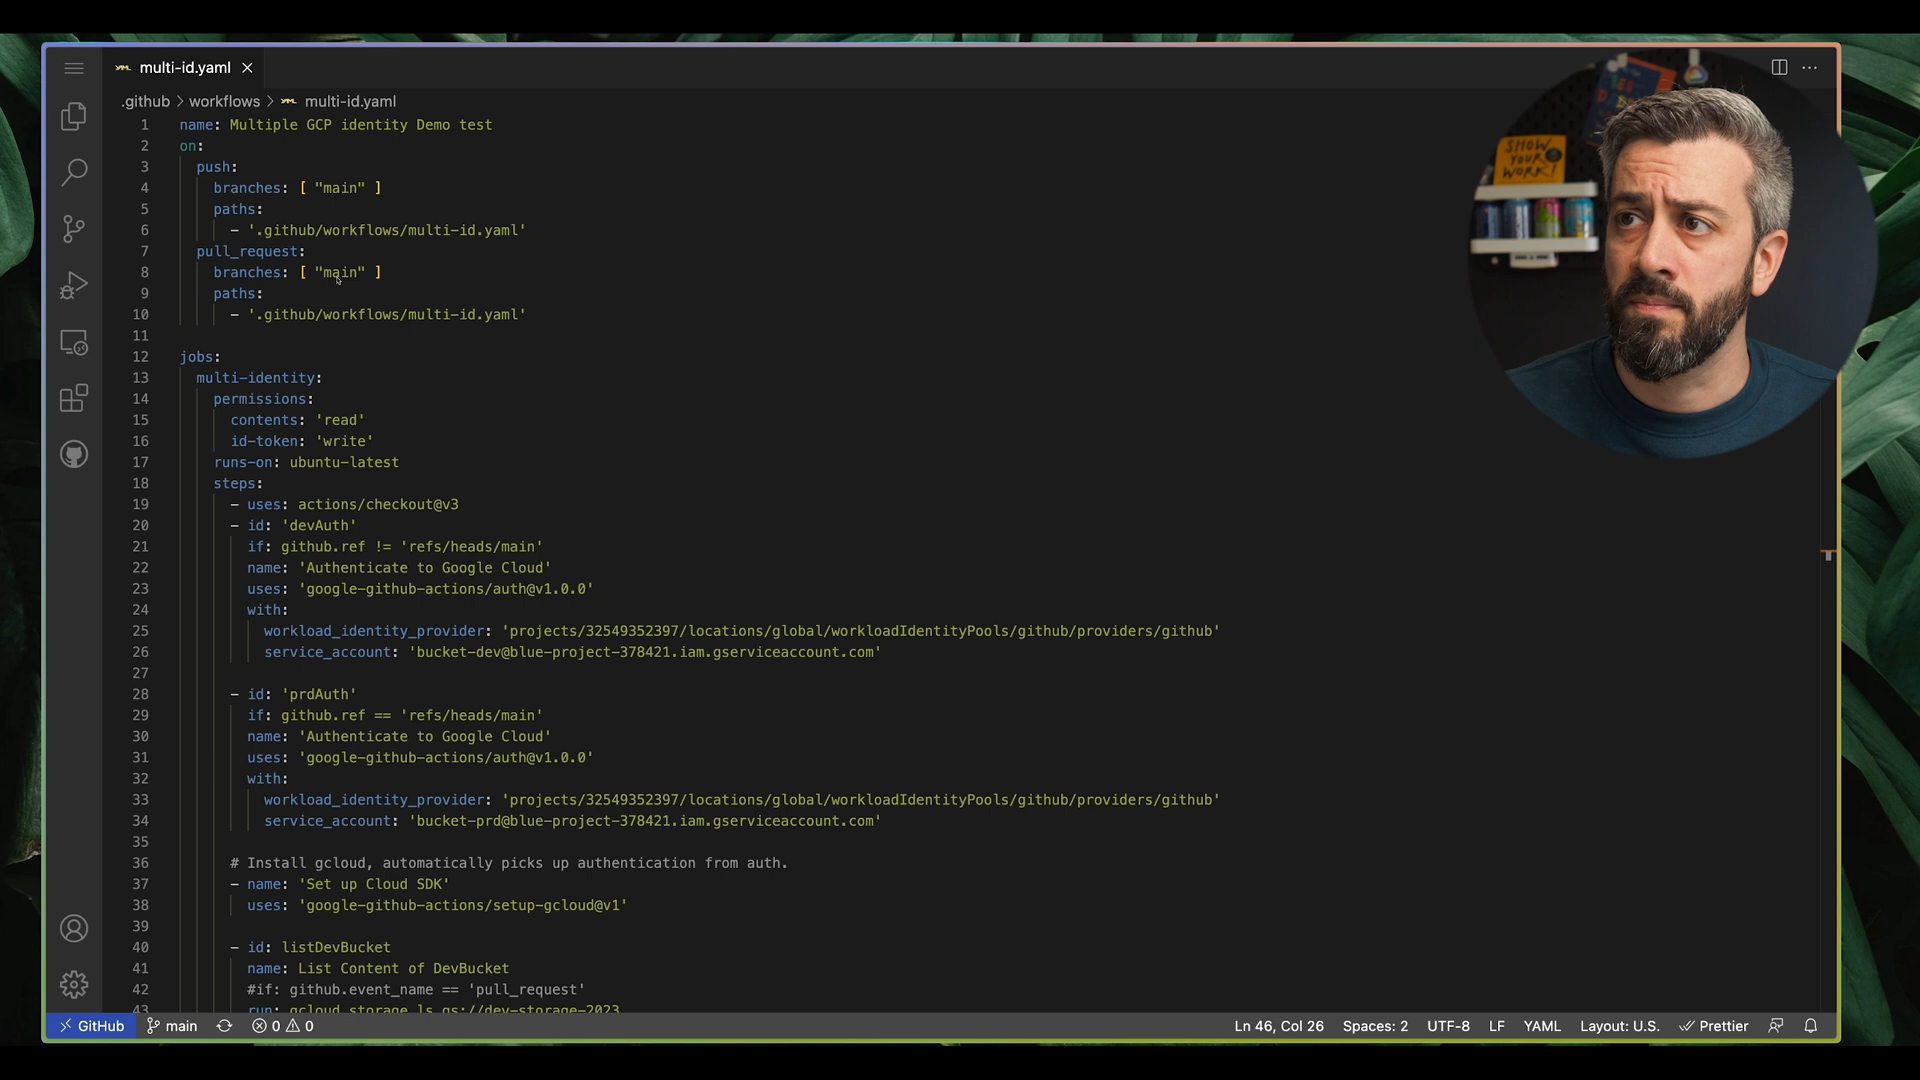 multi-id.yaml
.github > workflows > multi-id.yaml
1 name: Multiple GCP identity Demo test
2 on:
3 push:
4 branches: [ "main" ]
5 paths:
6 - '.github/workflows/multi-id.yaml'
7 pull_request:
8 branches: [ "main" ]
9 paths:
10 - '.github/workflows/multi-id.yaml'
11
12 jobs:
13 multi-identity:
14 permissions:
15 contents: 'read'
16 id-token: 'write'
17 runs-on: ubuntu-latest
18 steps:
19 - uses: actions/checkout@v3
20 - id: 'devAuth'
21 if: github.ref != 'refs/heads/main'
22 name: 'Authenticate to Google Cloud'
23 uses: 'google-github-actions/auth@v1.0.0'
24 with:
25 workload_identity_provider: 'projects/32549352397/locations/global/workloadIdentityPools/github/providers/github'
26 service_account: 'bucket-dev@blue-project-378421.iam.gserviceaccount.com'
27
28 - id: 'prdAuth'
29 if: github.ref == 'refs/heads/main'
30 name: 'Authenticate to Google Cloud'
31 uses: 'google-github-actions/auth@v1.0.0'
32 with:
33 workload_identity_provider: 'projects/32549352397/locations/global/workloadIdentityPools/github/providers/github'
34 service_account: 'bucket-prd@blue-project-378421.iam.gserviceaccount.com'
35
36 # Install gcloud, automatically picks up authentication from auth.
37 - name: 'Set up Cloud SDK'
38 uses: 'google-github-actions/setup-gcloud@v1'
39
40 - id: listDevBucket
41 name: List Content of DevBucket
42 #if: github.event_name == 'pull_request'
43 run: gcloud storage ls gs://dev-storage-2023
GitHub main 0 0 Ln 46, Col 26 Spaces: 2 UTF-8 LF YAML Layout: U.S. Prettier
SHOW
YOUR
WORK!